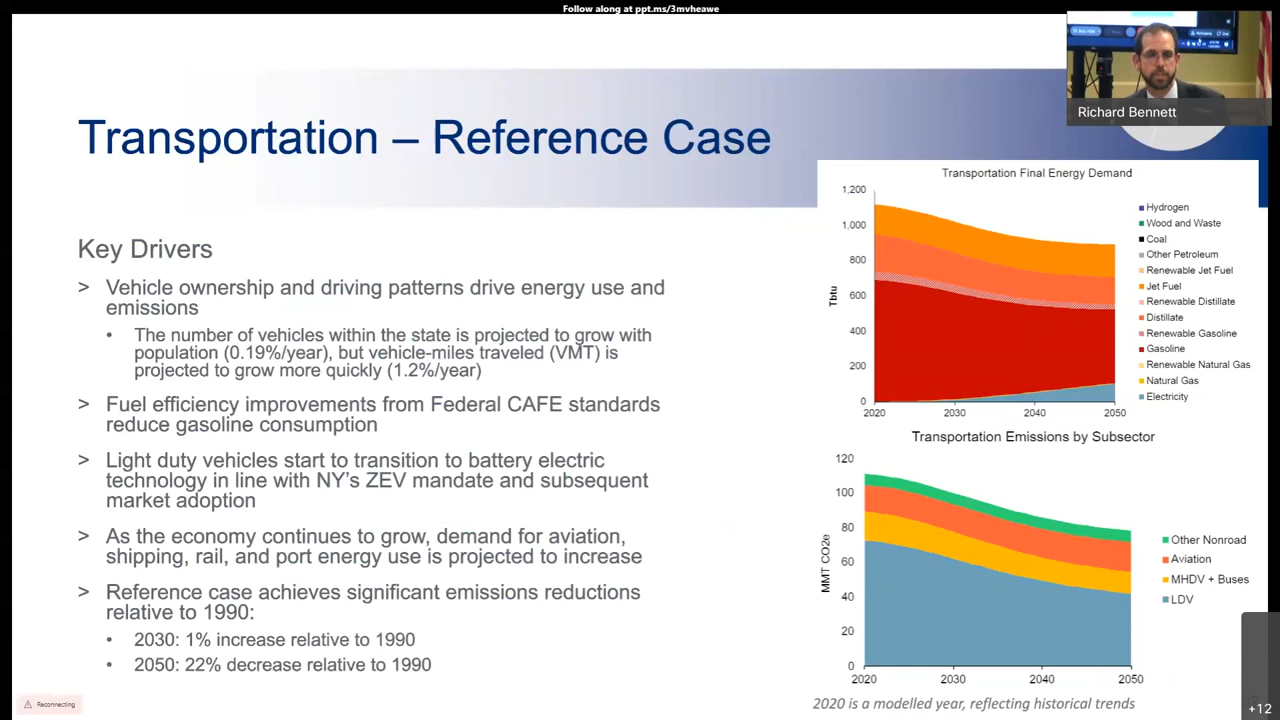 Follow along at ppt.ms/3mvheawe
Richard Bennett
Transportation – Reference Case
Key Drivers
> Vehicle ownership and driving patterns drive energy use and
emissions
• The number of vehicles within the state is projected to grow with
population (0.19%/year), but vehicle-miles traveled (VMT) is
projected to grow more quickly (1.2%/year)
> Fuel efficiency improvements from Federal CAFE standards
reduce gasoline consumption
> Light duty vehicles start to transition to battery electric
technology in line with NY's ZEV mandate and subsequent
market adoption
> As the economy continues to grow, demand for aviation,
shipping, rail, and port energy use is projected to increase
> Reference case achieves significant emissions reductions
relative to 1990:
• 2030: 1% increase relative to 1990
• 2050: 22% decrease relative to 1990
Transportation Final Energy Demand
Tbtu
1,200
1,000
800
600
400
200
0
2020 2030 2040 2050
Hydrogen
Wood and Waste
Coal
Other Petroleum
Renewable Jet Fuel
Jet Fuel
Renewable Distillate
Distillate
Renewable Gasoline
Gasoline
Renewable Natural Gas
Natural Gas
Electricity
Transportation Emissions by Subsector
MMT CO2e
120
100
80
60
40
20
0
2020 2030 2040 2050
Other Nonroad
Aviation
MHDV + Buses
LDV
2020 is a modelled year, reflecting historical trends
Reconnecting
+12